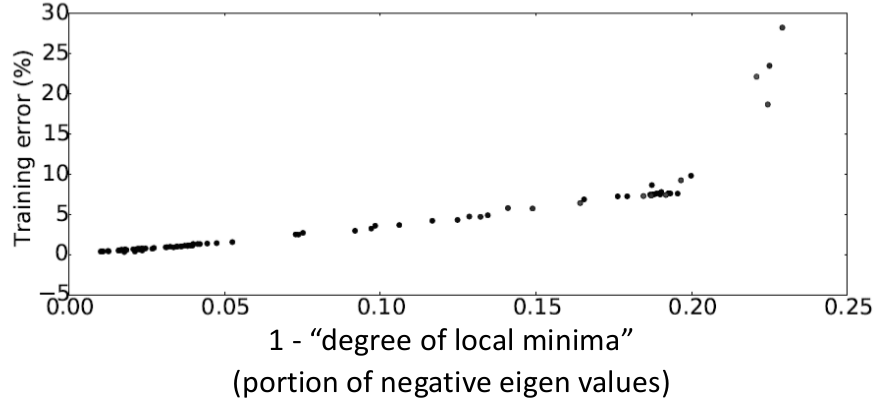 30
25
20
15
10
5
0
−5
Training error (%)
0.00 0.05 0.10 0.15 0.20 0.25
1 - “degree of local minima”
(portion of negative eigen values)